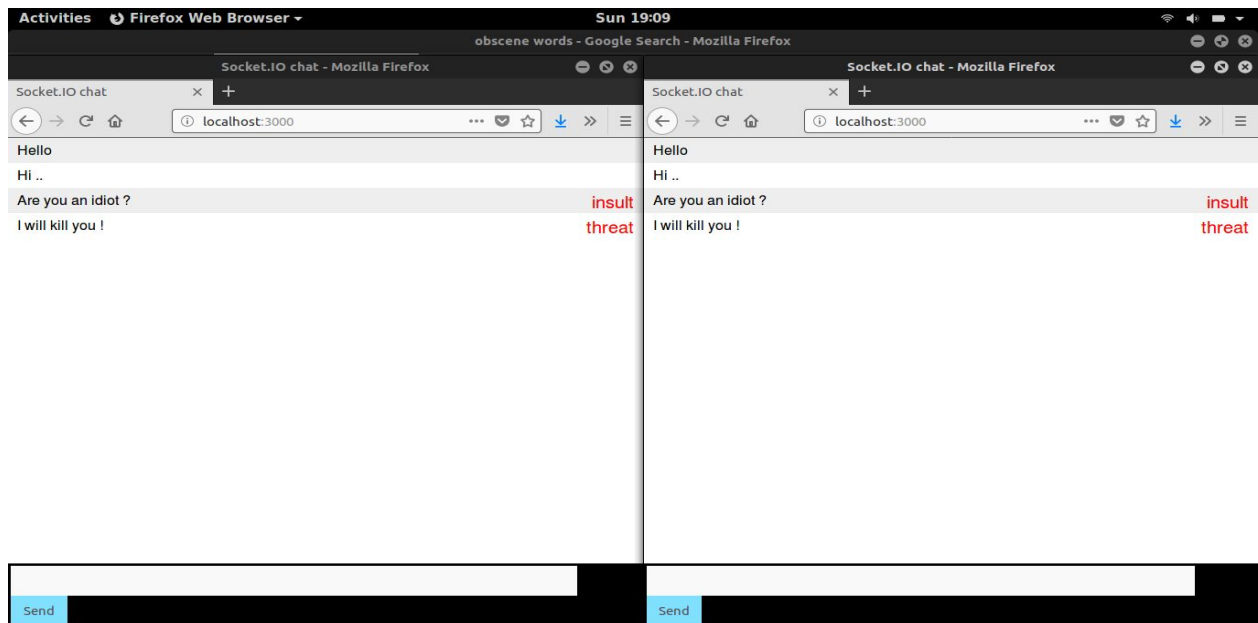 Activities Firefox Web Browser Sun 19:09
obscene words - Google Search - Mozilla Firefox
Socket.IO chat - Mozilla Firefox
Socket.IO chat
localhost:3000
Hello
Hi ..
Are you an idiot ? insult
I will kill you ! threat
Send
Socket.IO chat - Mozilla Firefox
Socket.IO chat
localhost:3000
Hello
Hi ..
Are you an idiot ? insult
I will kill you ! threat
Send